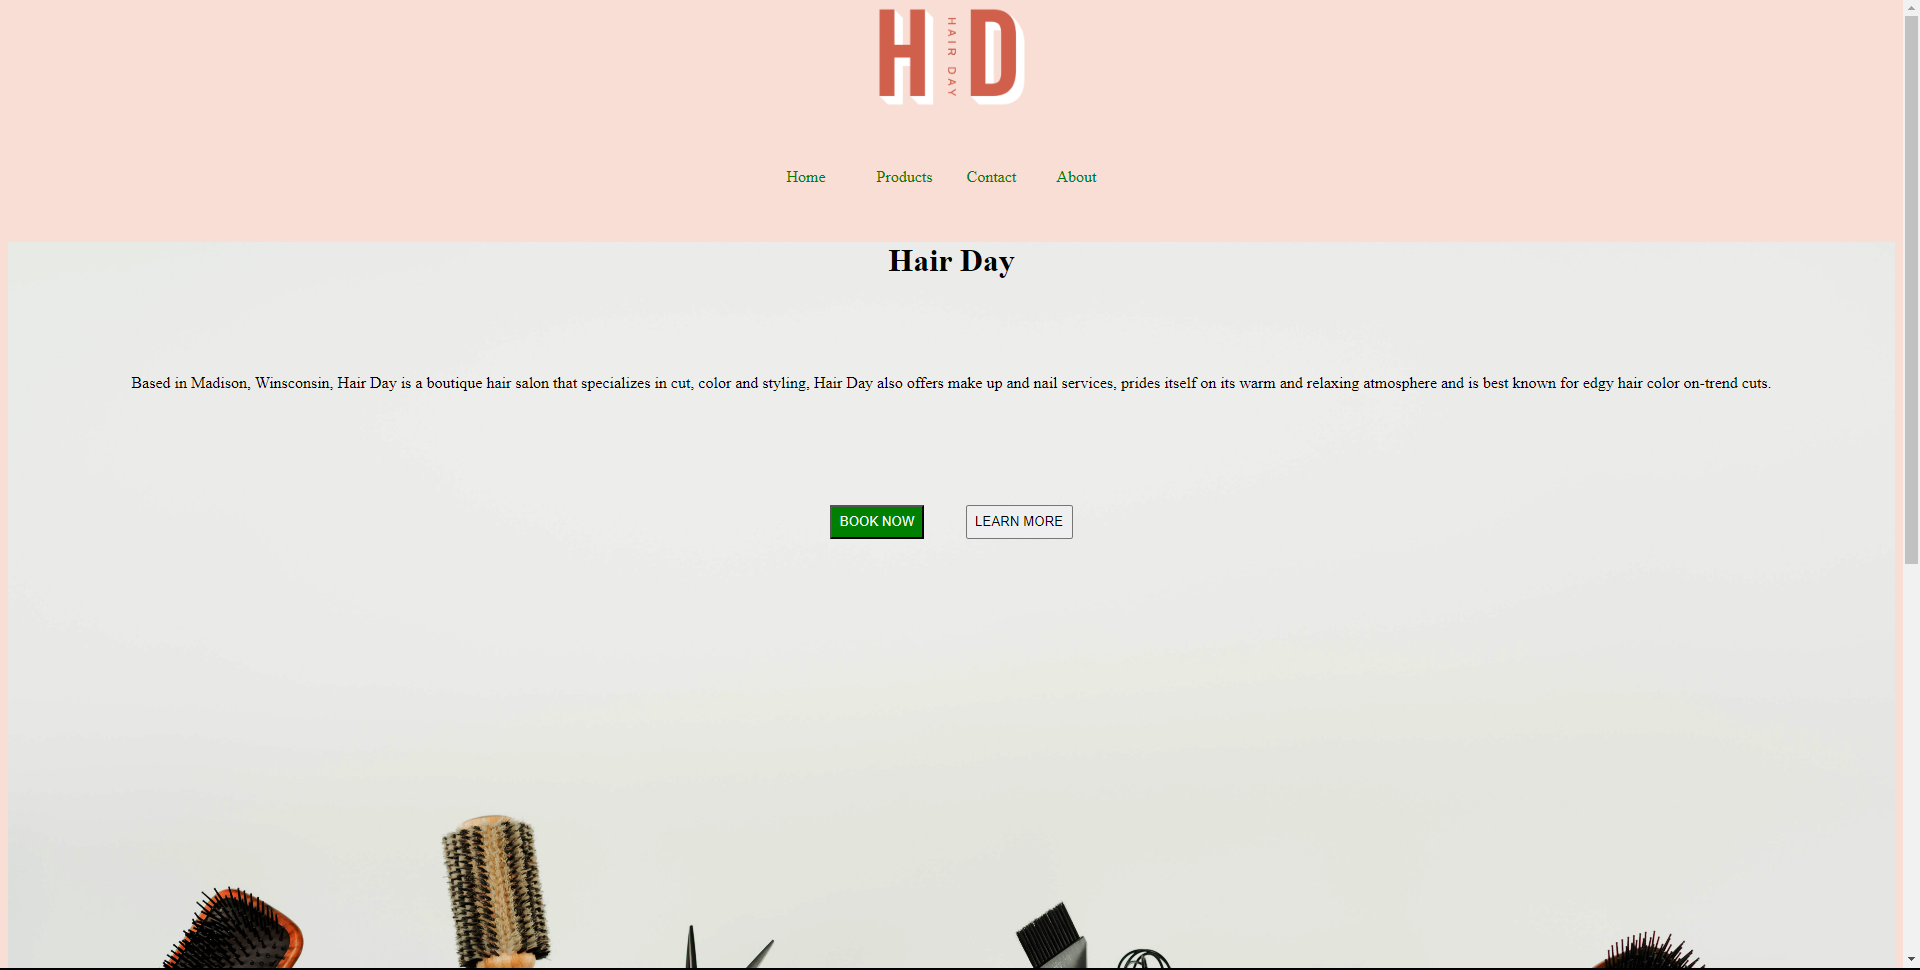 H HAIR DAY D
Home Products Contact About
Hair Day
Based in Madison, Winsconsin, Hair Day is a boutique hair salon that specializes in cut, color and styling, Hair Day also offers make up and nail services, prides itself on its warm and relaxing atmosphere and is best known for edgy hair color on-trend cuts.
BOOK NOW LEARN MORE